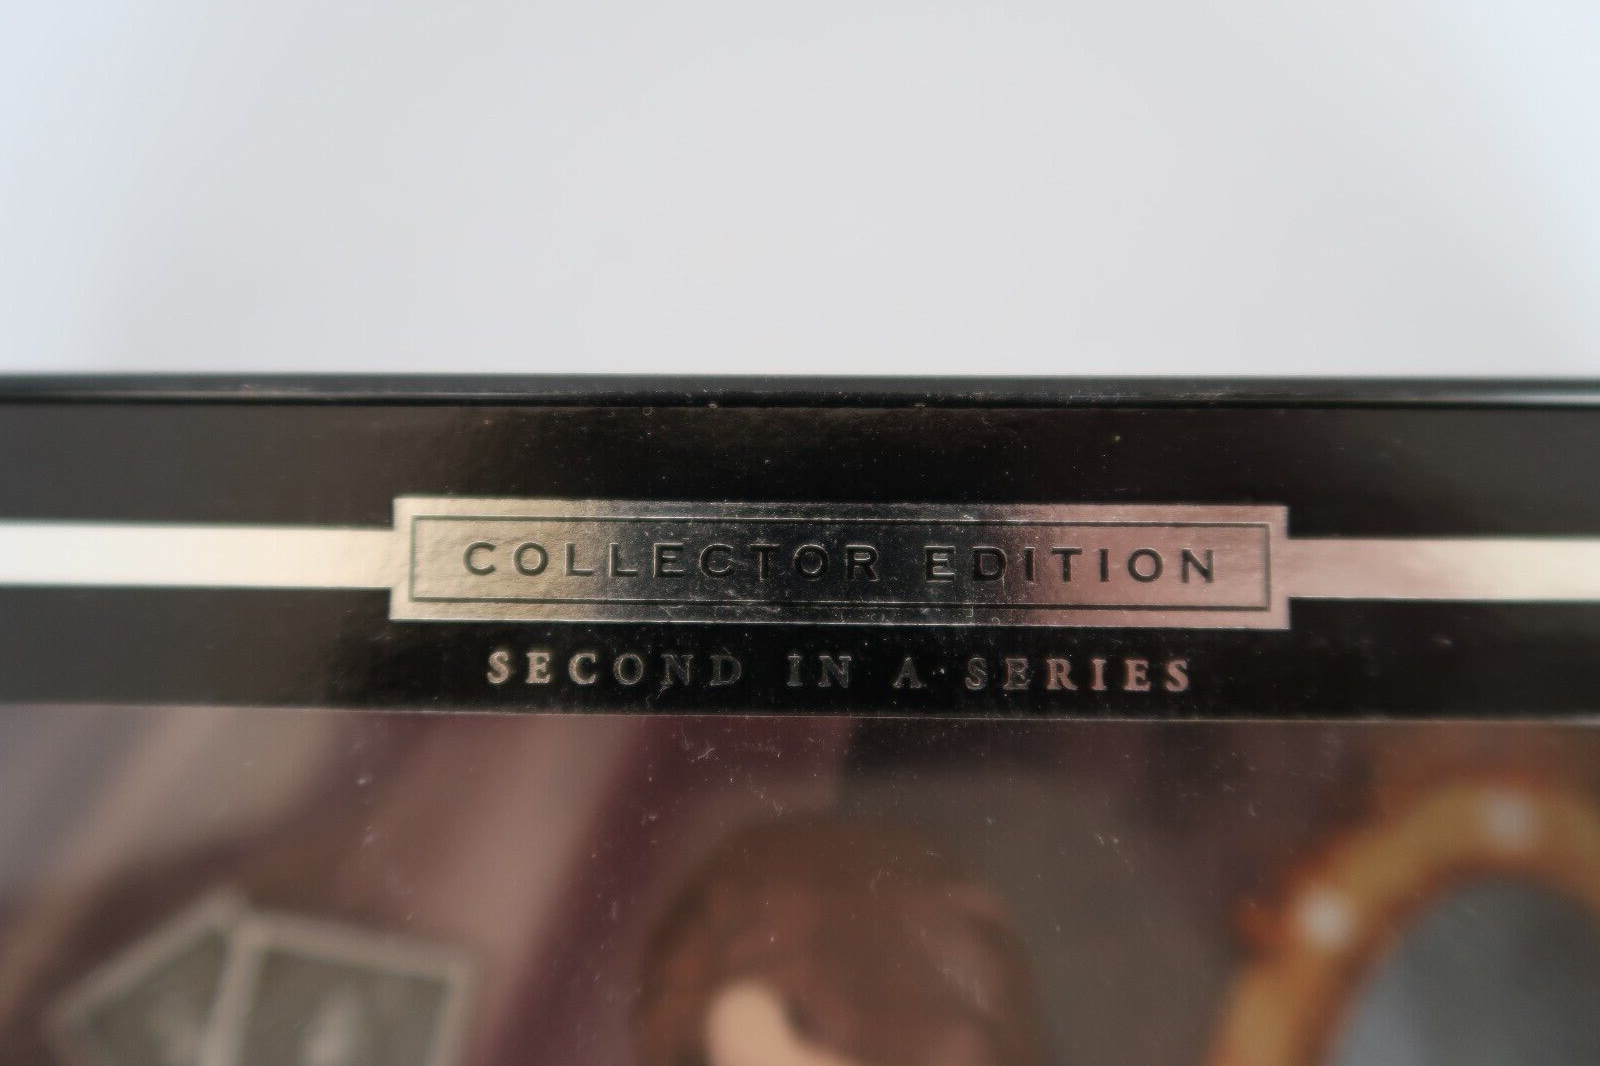 COLLECTOR EDITION
SECOND IN A SERIES